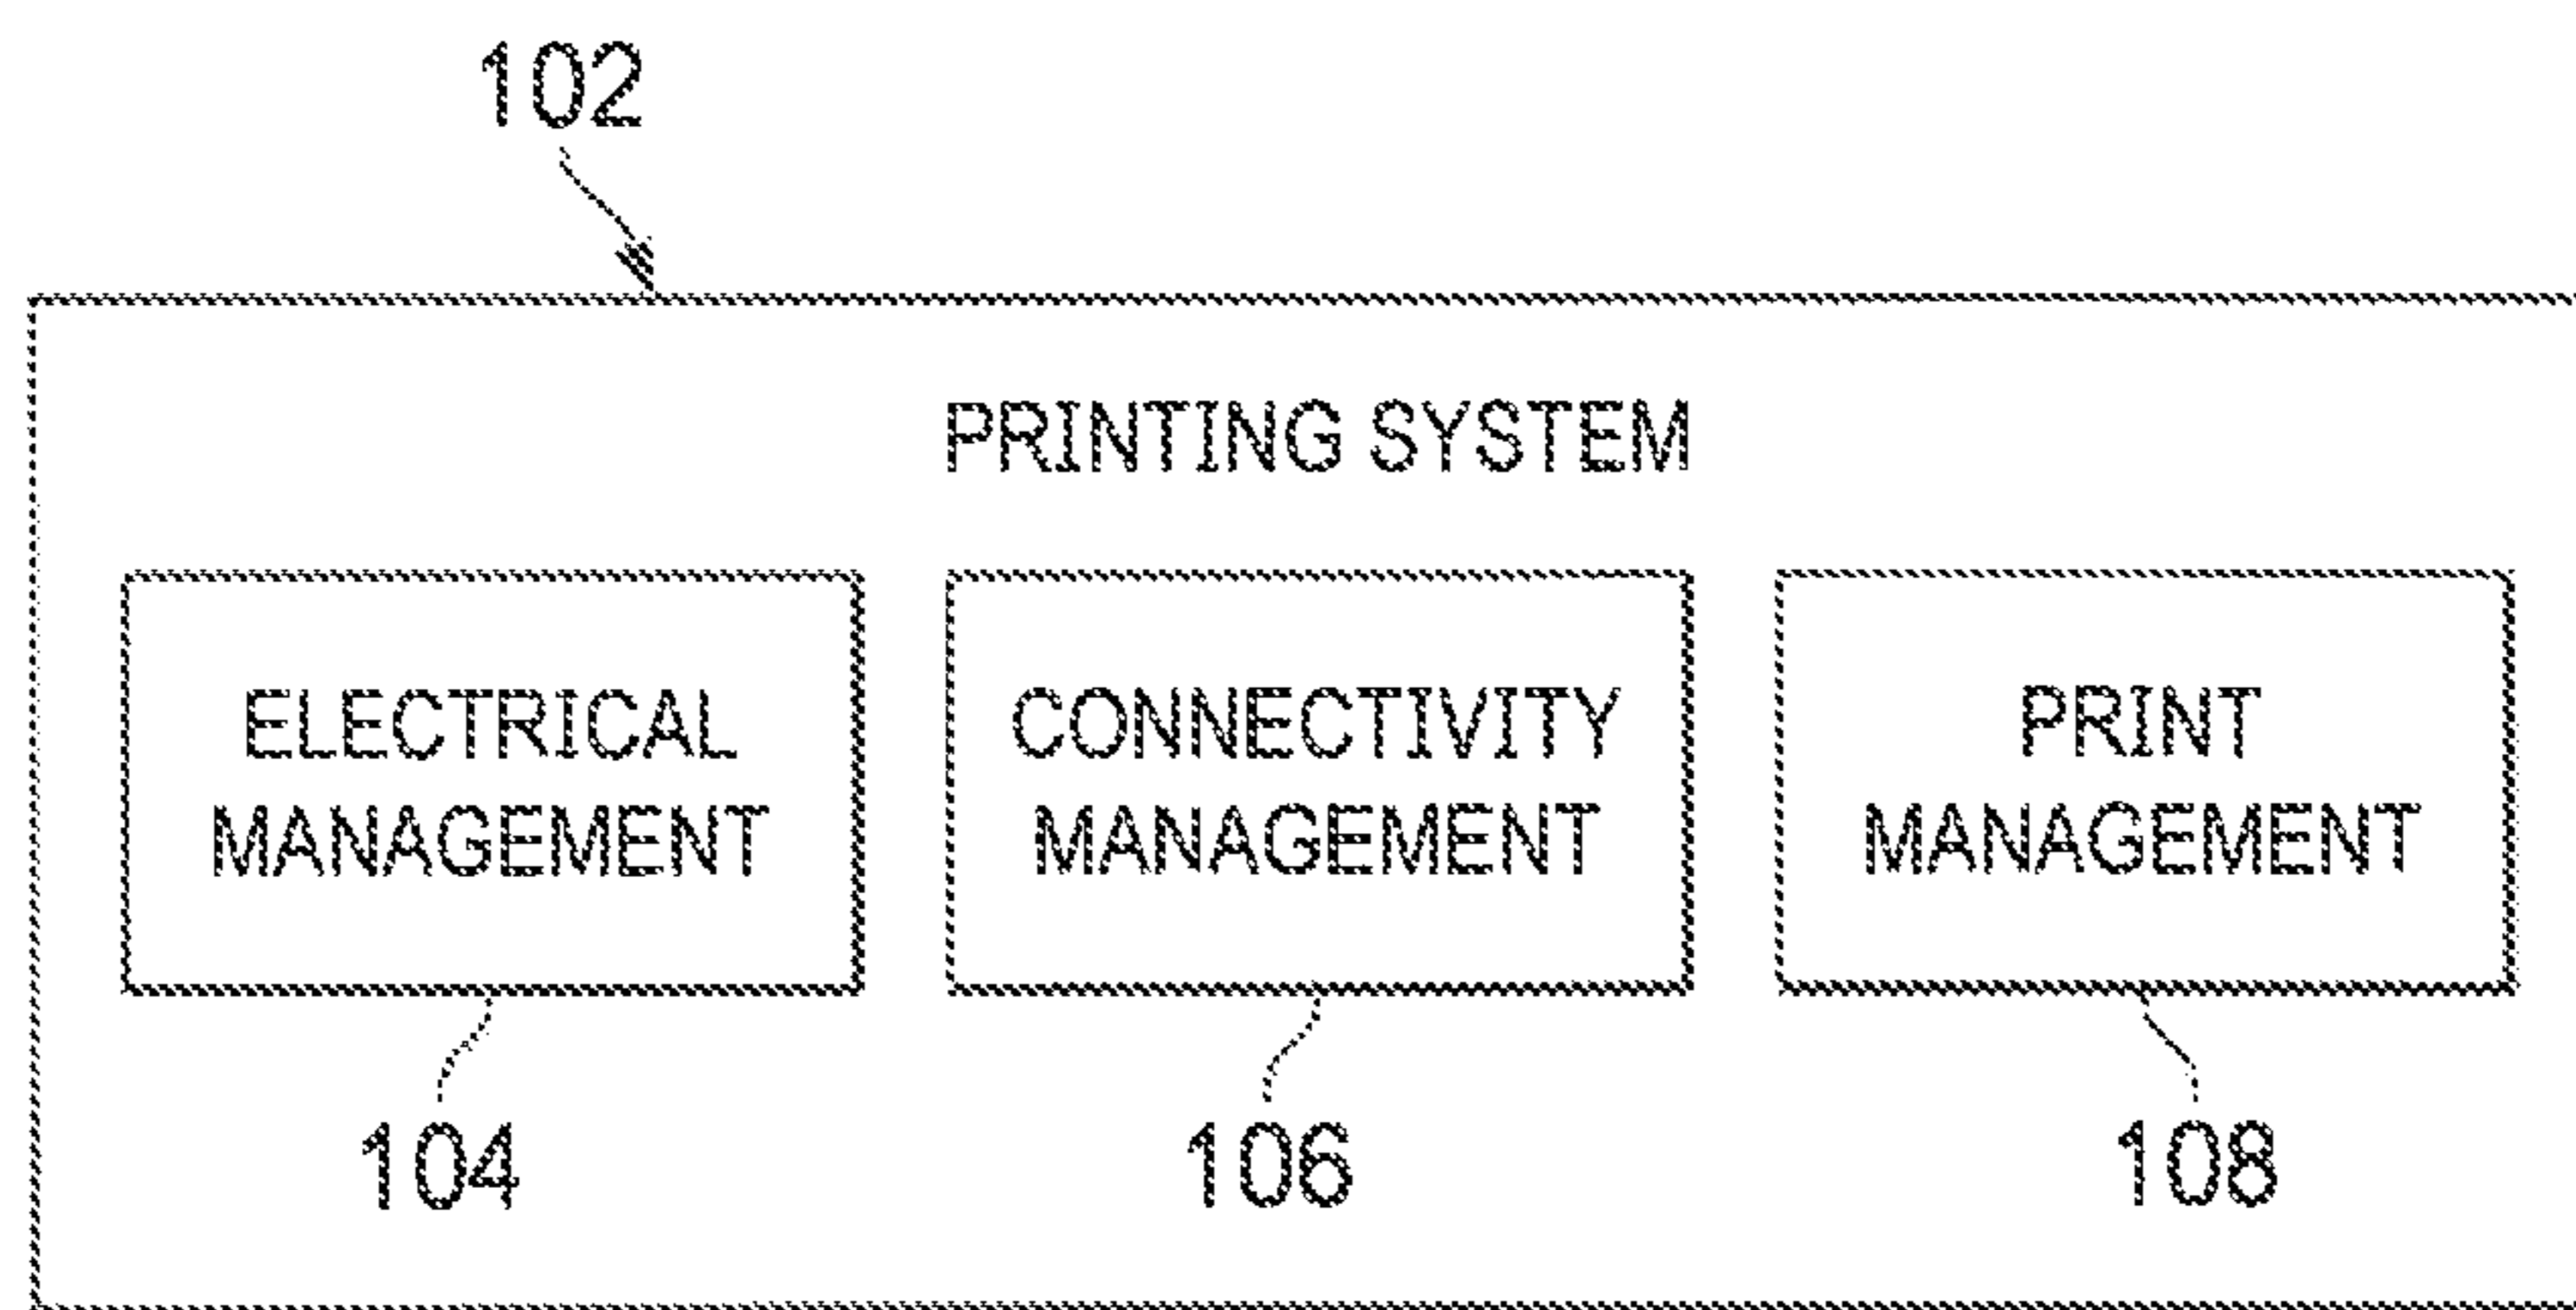 102
PRINTING SYSTEM
ELECTRICAL
MANAGEMENT
CONNECTIVITY
MANAGEMENT
PRINT
MANAGEMENT
104
106
108